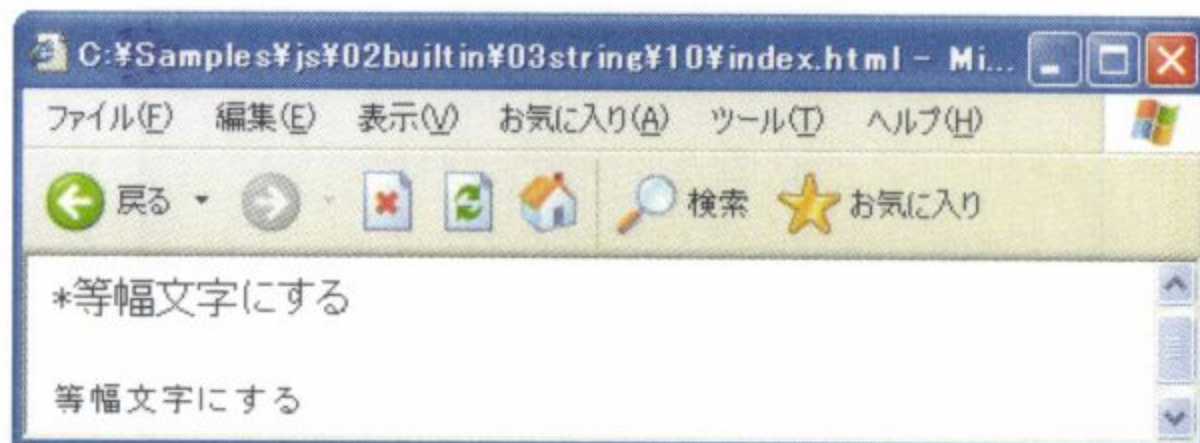 C:¥Samples¥js¥02builtin¥03string¥10¥index.html - Mi...
ファイル(F) 編集(E) 表示(V) お気に入り(A) ツール(T) ヘルプ(H)
戻る 検索 お気に入り
*等幅文字にする
等幅文字にする